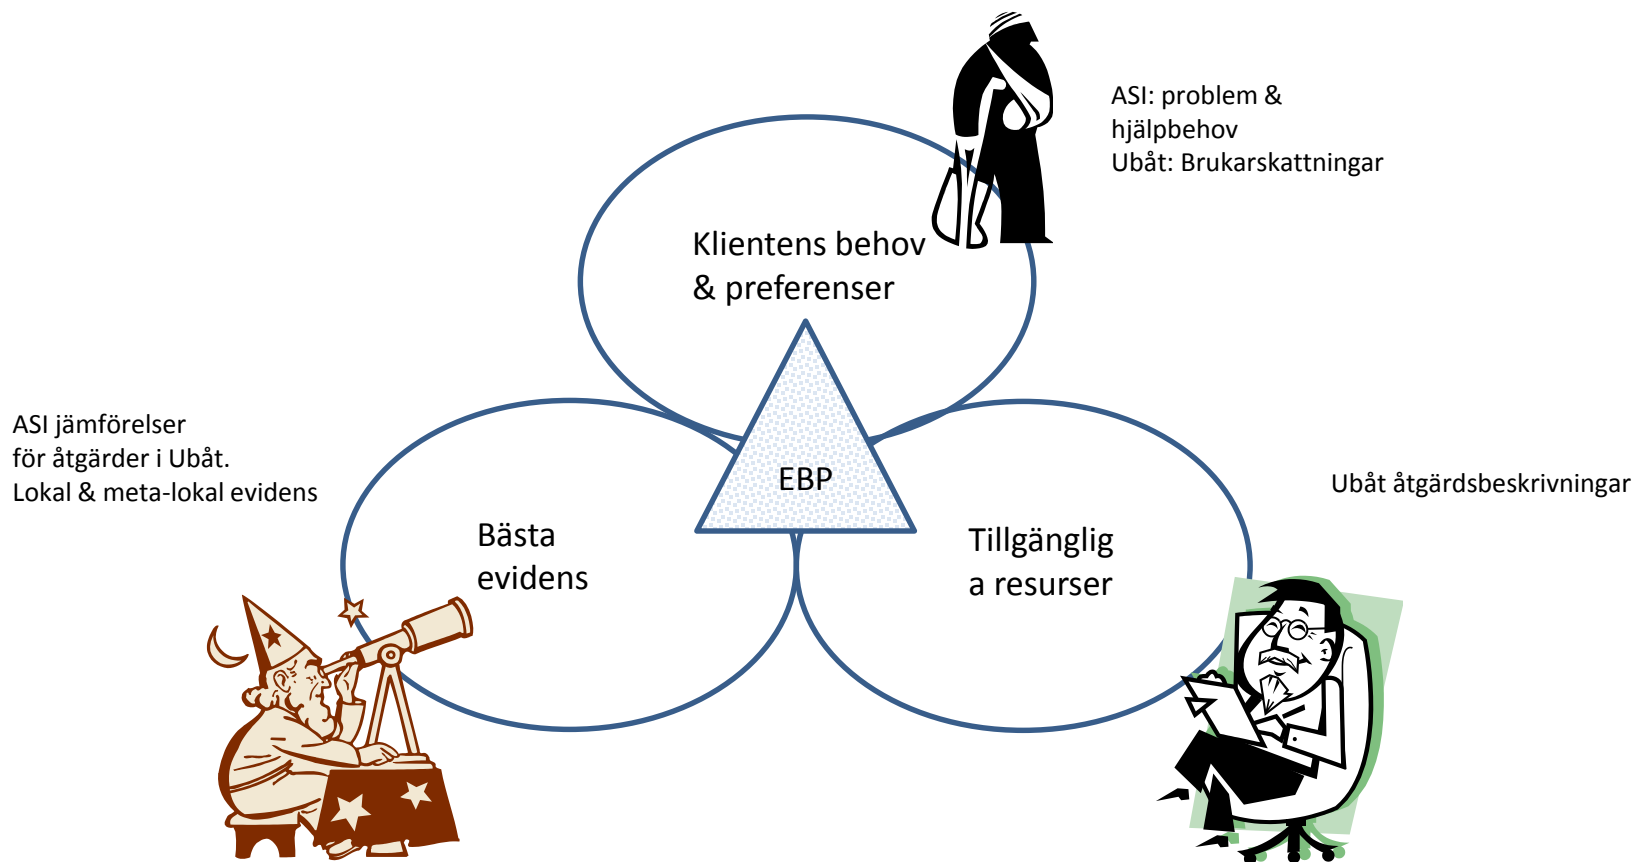 ASI: problem &
hjälpbehov
Ubåt: Brukarskattningar
Klientens behov
& preferenser
ASI jämförelser
för åtgärder i Ubåt.
Lokal & meta-lokal evidens
EBP
Ubåt åtgärdsbeskrivningar
Bästa
evidens
Tillgänglig
a resurser